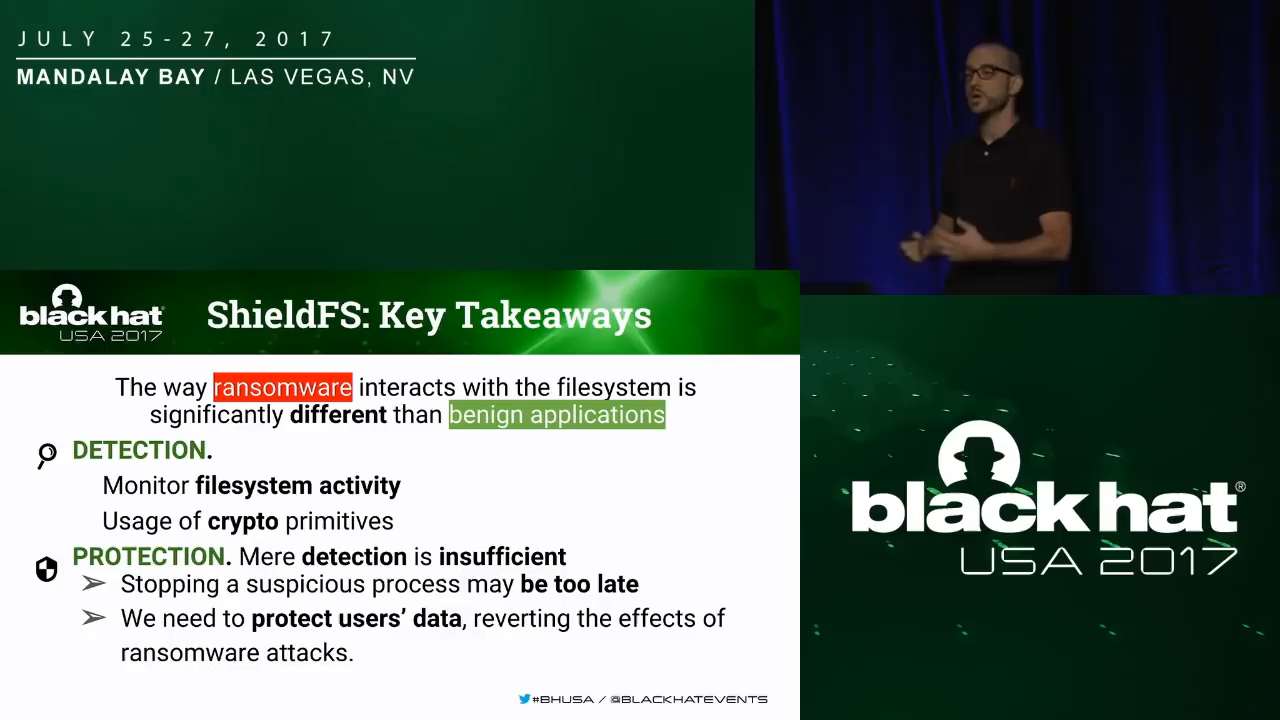 JULY 25-27, 2017
MANDALAY BAY / LAS VEGAS, NV
black hat®
USA 2017
ShieldFS: Key Takeaways
The way ransomware interacts with the filesystem is
significantly different than benign applications
DETECTION.
Monitor filesystem activity
Usage of crypto primitives
PROTECTION. Mere detection is insufficient
➢ Stopping a suspicious process may be too late
➢ We need to protect users’ data, reverting the effects of
ransomware attacks.
#BHUSA / @BLACKHATEVENTS
black hat®
USA 2017